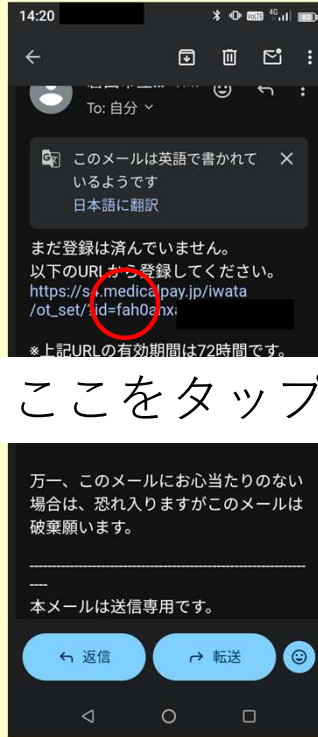 14:20
4G
To: 自分
このメールは英語で書かれて
いるようです
日本語に翻訳
まだ登録は済んでいません。
以下のURLから登録してください。
https://s4.medicalpay.jp/iwata
/ot_set/?id=fah0ahxa
※上記URLの有効期間は72時間です。
ここをタップ
万一、このメールにお心当たりのない
場合は、恐れ入りますがこのメールは
破棄願います。
本メールは送信専用です。
返信
転送